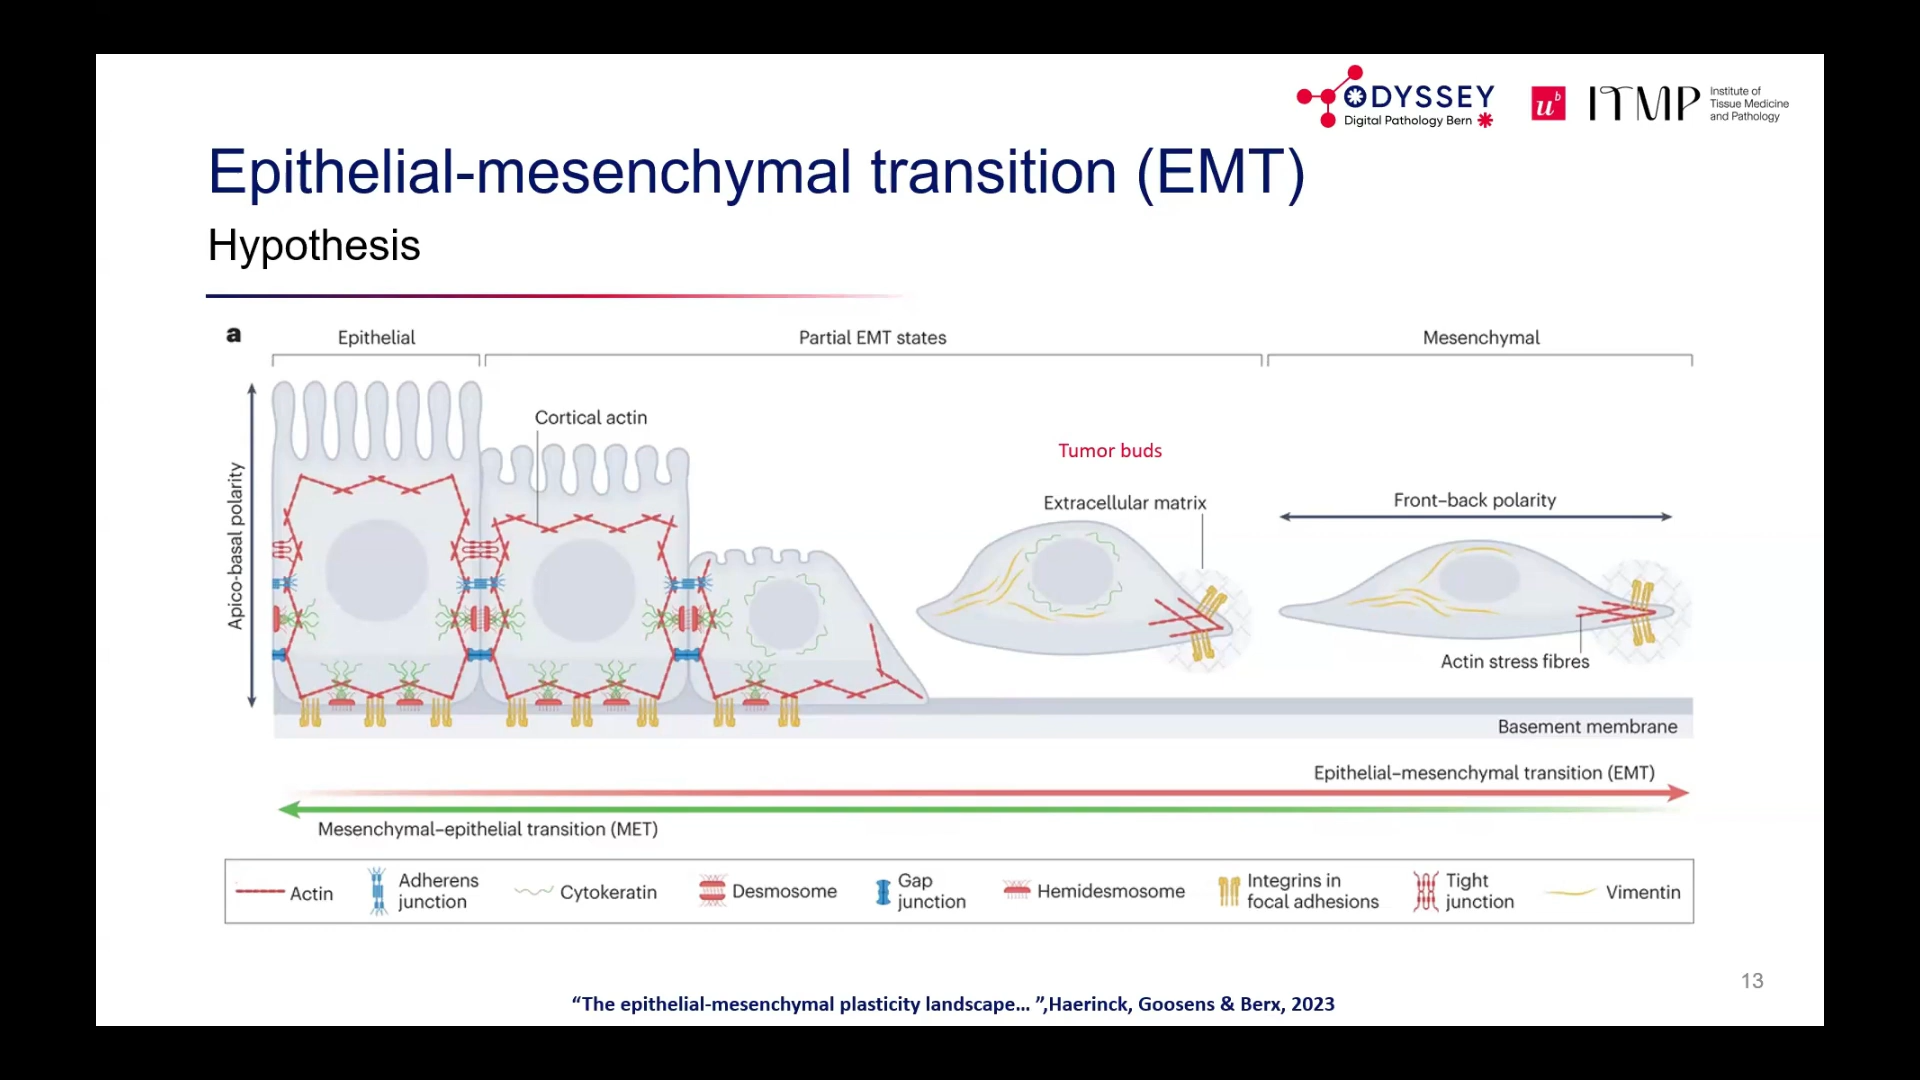 ODYSSEY
Digital Pathology Bern
u b
ITMP
Institute of
Tissue Medicine
and Pathology
Epithelial-mesenchymal transition (EMT)
Hypothesis
a
Epithelial
Partial EMT states
Mesenchymal
Apico-basal polarity
Cortical actin
Tumor buds
Extracellular matrix
Front–back polarity
Actin stress fibres
Basement membrane
Epithelial–mesenchymal transition (EMT)
Mesenchymal–epithelial transition (MET)
Actin
Adherens
junction
Cytokeratin
Desmosome
Gap
junction
Hemidesmosome
Integrins in
focal adhesions
Tight
junction
Vimentin
13
“The epithelial-mesenchymal plasticity landscape… ”,Haerinck, Goosens & Berx, 2023